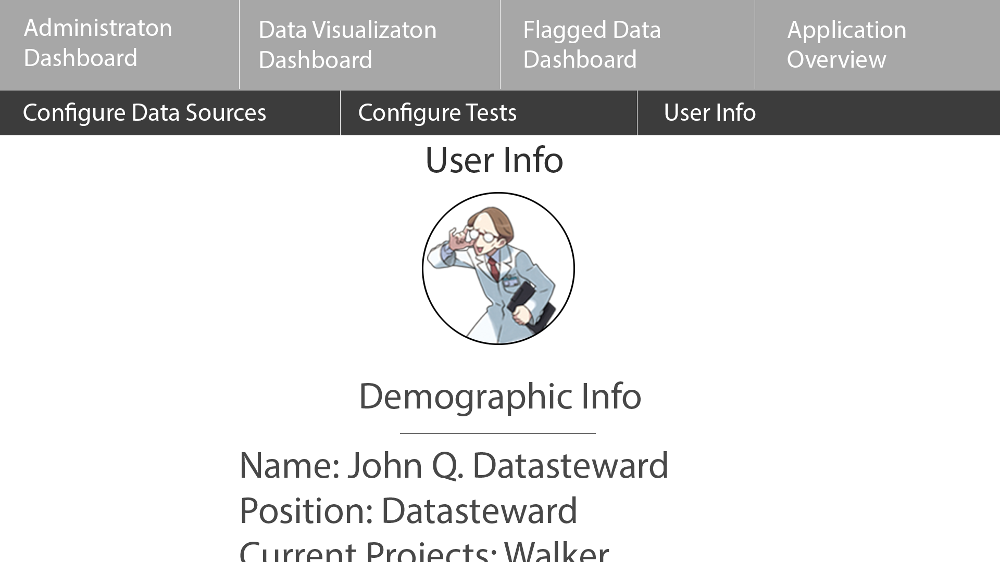 Administraton
Dashboard
Data Visualizaton
Dashboard
Flagged Data
Dashboard
Application
Overview
Configure Data Sources
Configure Tests
User Info
User Info
Demographic Info
Name: John Q. Datasteward
Position: Datasteward
Current Projects: Walker